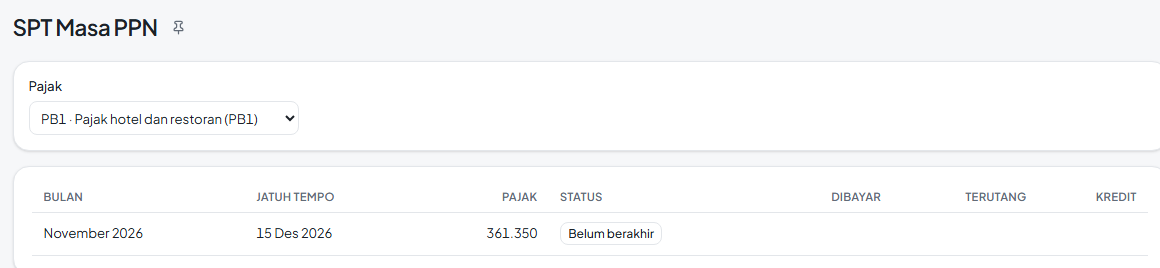 SPT Masa PPN
Pajak
PB1 · Pajak hotel dan restoran (PB1)
BULAN JATUH TEMPO PAJAK STATUS DIBAYAR TERUTANG KREDIT
November 2026 15 Des 2026 361.350 Belum berakhir